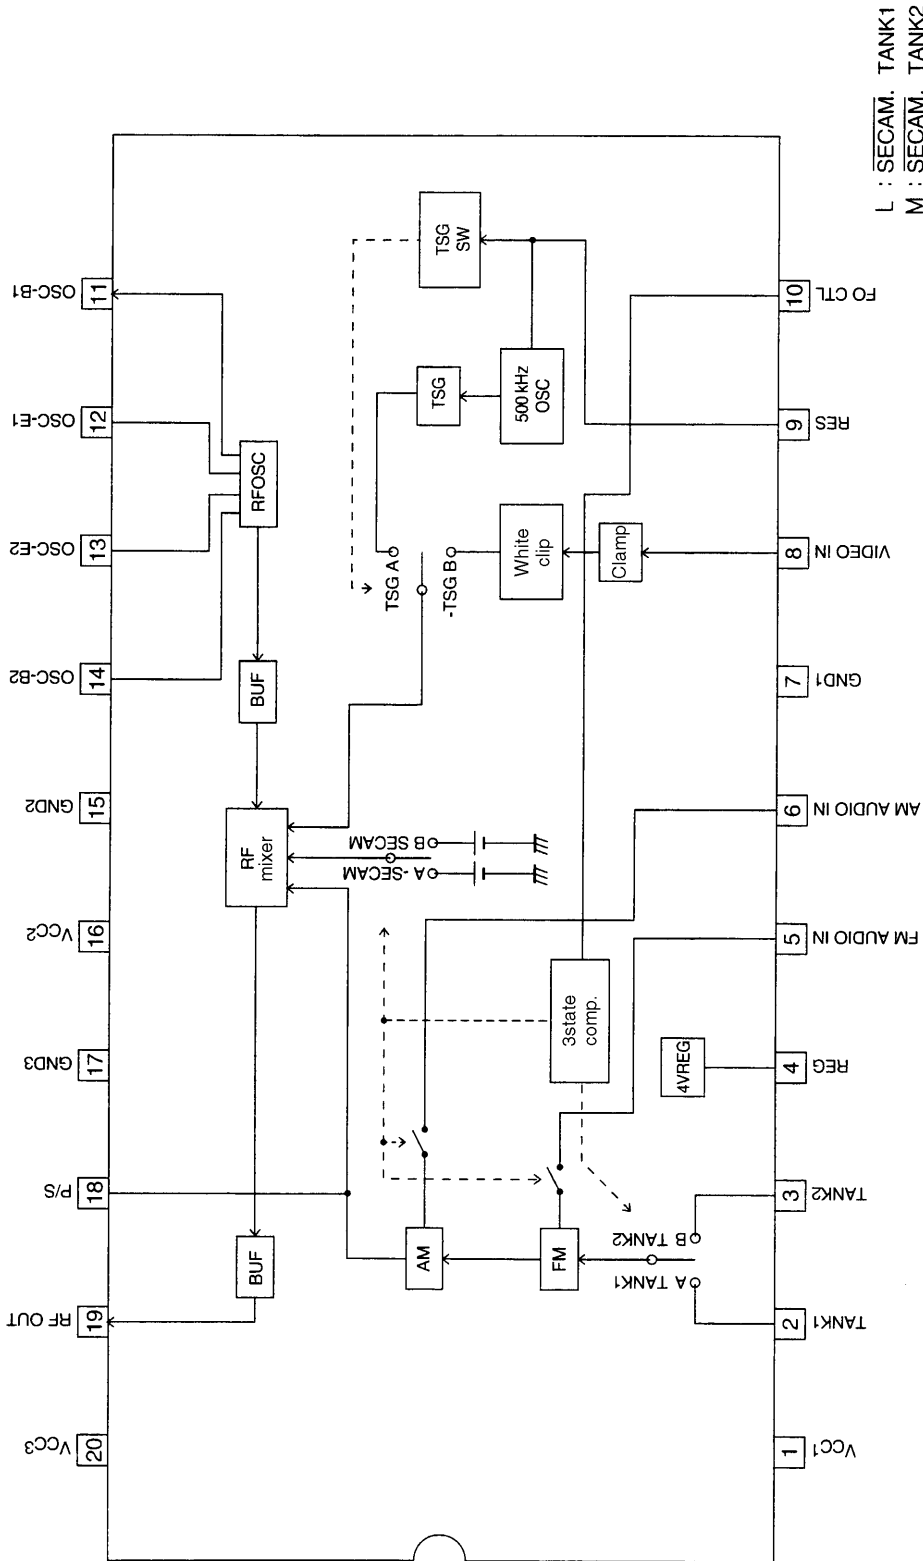 20
19
18
17
16
15
14
13
12
11
VCC3
RF OUT
P/S
GND3
VCC2
GND2
OSC-B2
OSC-E2
OSC-E1
OSC-B1
BUF
RF
mixer
BUF
RFOSC
AM
FM
A TANK1
B TANK2
3state
comp.
4VREG
A -SECAM
B SECAM
TSG A
-TSG B
White
clip
Clamp
TSG
500 kHz
OSC
TSG
SW
1
2
3
4
5
6
7
8
9
10
VCC1
TANK1
TANK2
REG
FM AUDIO IN
AM AUDIO IN
GND1
VIDEO IN
RES
FO CTL
L : SECAM. TANK1
M : SECAM. TANK2